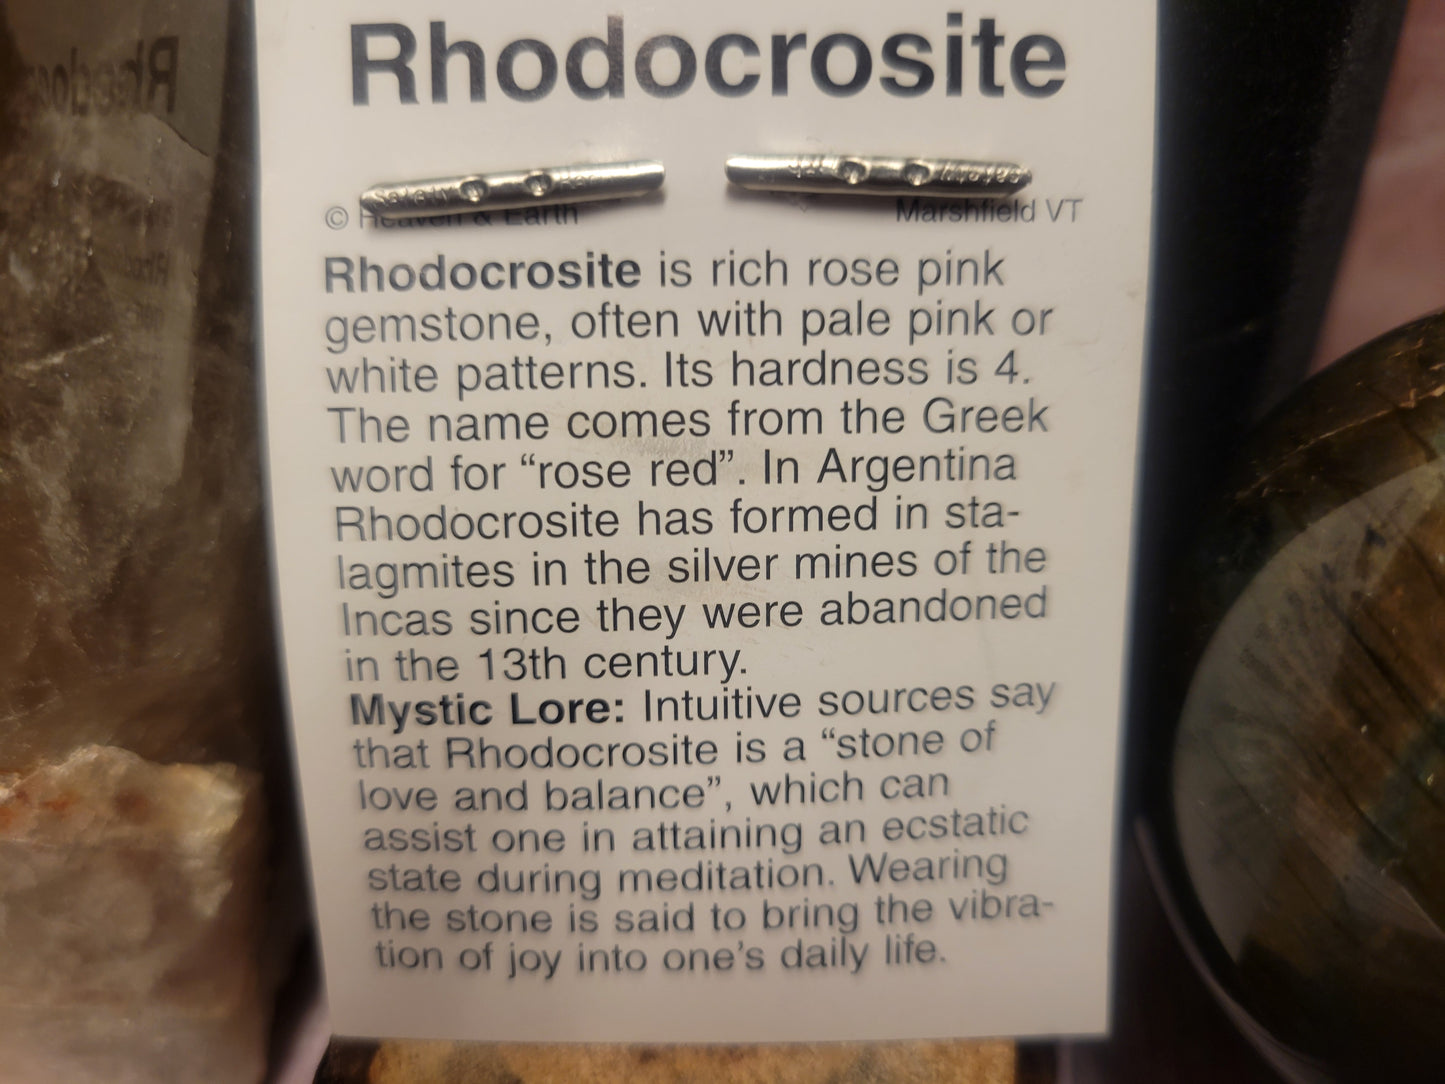 Rhodocrosite
© Heaven & Earth Marshfield VT
Rhodocrosite is rich rose pink
gemstone, often with pale pink or
white patterns. Its hardness is 4.
The name comes from the Greek
word for “rose red”. In Argentina
Rhodocrosite has formed in sta-
lagmites in the silver mines of the
Incas since they were abandoned
in the 13th century.
Mystic Lore: Intuitive sources say
that Rhodocrosite is a “stone of
love and balance”, which can
assist one in attaining an ecstatic
state during meditation. Wearing
the stone is said to bring the vibra-
tion of joy into one’s daily life.